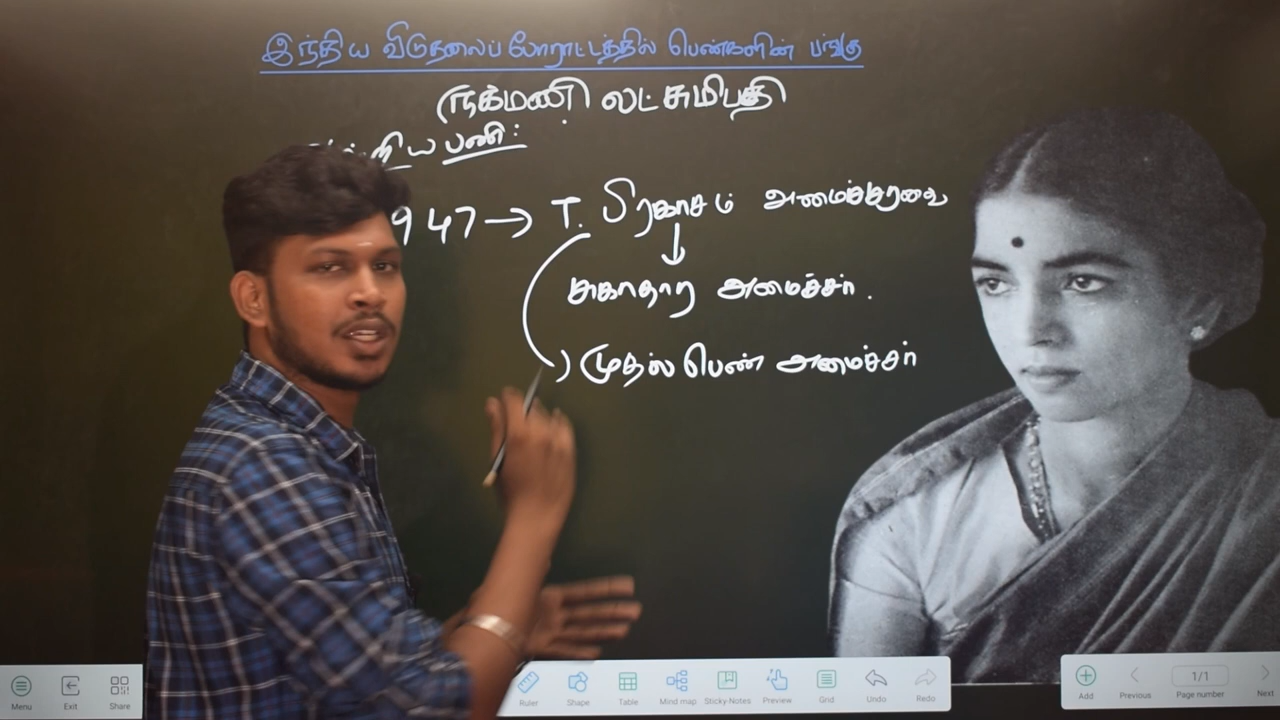 இந்திய விடுதலைப் போராட்டத்தில் பெண்களின் பங்கு
ருக்மணி லட்சுமிபதி
பணி:
947 → T. பிரகாசம் அமைச்சரவை
சுகாதார அமைச்சர்.
முதல் பெண் அமைச்சர்
Menu
Exit
Share
Ruler
Shape
Table
Mind map
Sticky-Notes
Preview
Grid
Undo
Redo
Add
Previous
1/1
Page number
Next